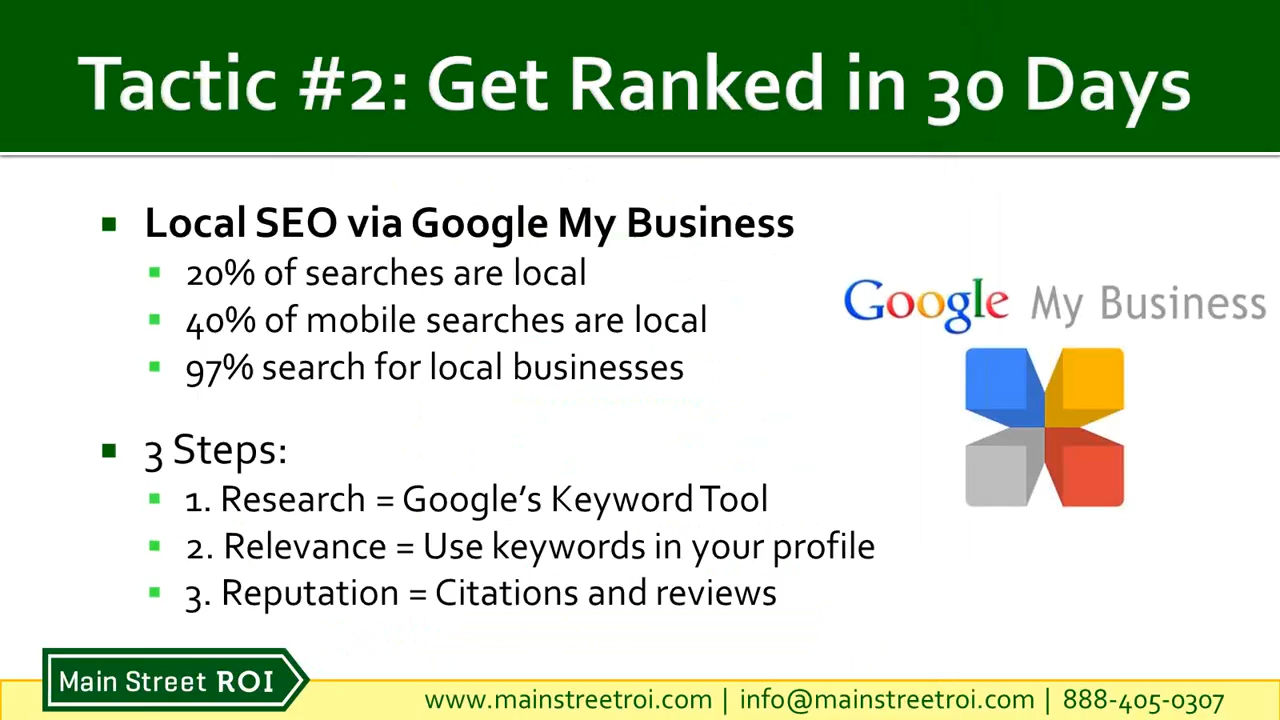 Tactic #2: Get Ranked in 30 Days
Local SEO via Google My Business
20% of searches are local
40% of mobile searches are local
97% search for local businesses
Google My Business
3 Steps:
1. Research = Google's Keyword Tool
2. Relevance = Use keywords in your profile
3. Reputation = Citations and reviews
Main Street ROI
www.mainstreetroi.com | info@mainstreetroi.com | 888-405-0307